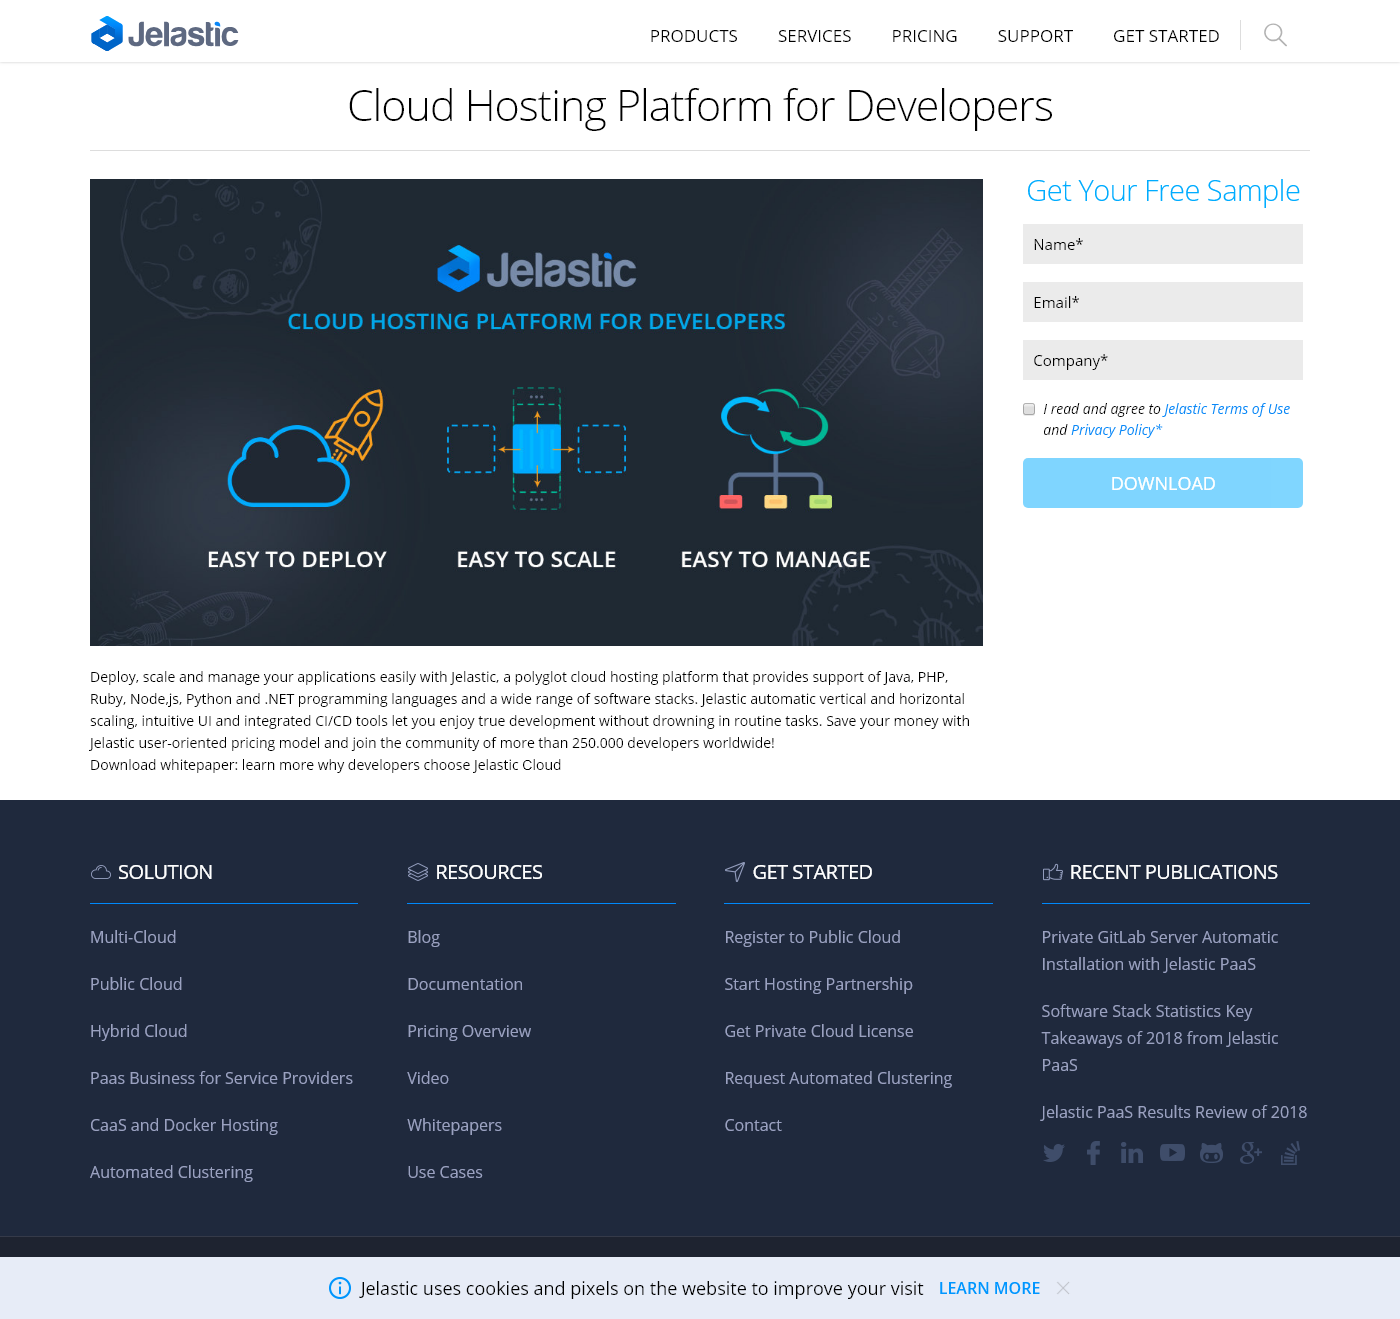 Jelastic
PRODUCTS
SERVICES
PRICING
SUPPORT
GET STARTED
Cloud Hosting Platform for Developers
Jelastic
CLOUD HOSTING PLATFORM FOR DEVELOPERS
EASY TO DEPLOY
EASY TO SCALE
EASY TO MANAGE
Deploy, scale and manage your applications easily with Jelastic, a polyglot cloud hosting platform that provides support of Java, PHP,
Ruby, Node,js, Python and .NET programming languages and a wide range of software stacks. Jelastic automatic vertical and horizontal
scaling, intuitive UI and integrated CI/CD tools let you enjoy true development without drowning in routine tasks. Save your money with
Jelastic user-oriented pricing model and join the community of more than 250.000 developers worldwide!
Download whitepaper: learn more why developers choose Jelastic Cloud
Get Your Free Sample
Name*
Email*
Company*
I read and agree to Jelastic Terms of Use
and Privacy Policy*
DOWNLOAD
SOLUTION
Multi-Cloud
Public Cloud
Hybrid Cloud
Paas Business for Service Providers
CaaS and Docker Hosting
Automated Clustering
RESOURCES
Blog
Documentation
Pricing Overview
Video
Whitepapers
Use Cases
GET STARTED
Register to Public Cloud
Start Hosting Partnership
Get Private Cloud License
Request Automated Clustering
Contact
RECENT PUBLICATIONS
Private GitLab Server Automatic
Installation with Jelastic PaaS
Software Stack Statistics Key
Takeaways of 2018 from Jelastic
PaaS
Jelastic PaaS Results Review of 2018
Jelastic uses cookies and pixels on the website to improve your visit LEARN MORE